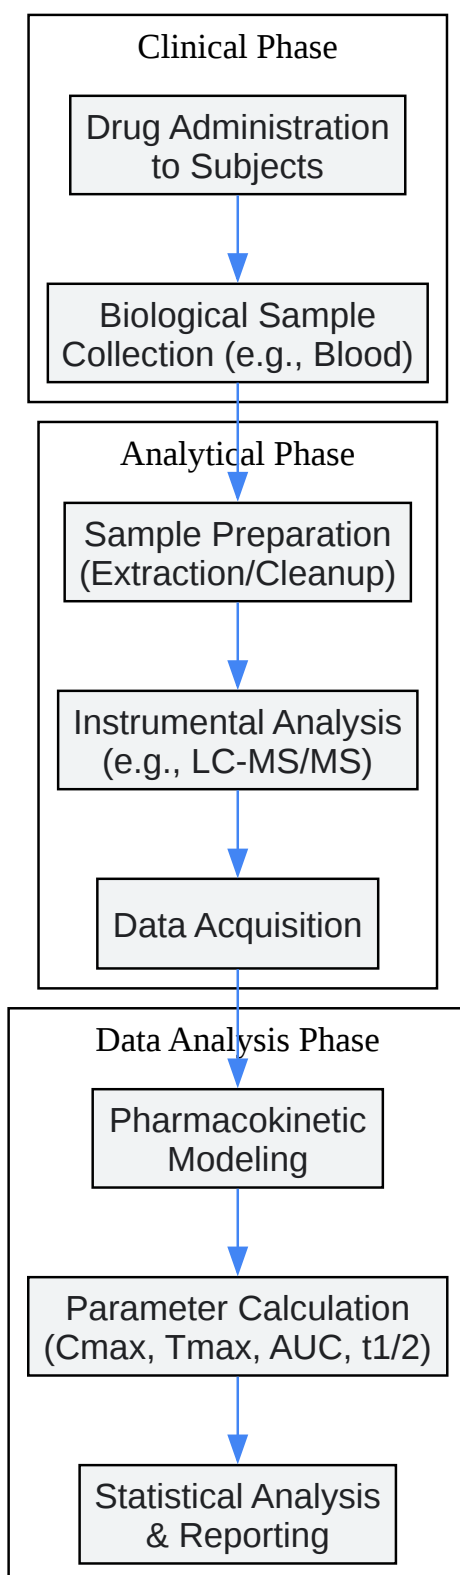 Clinical Phase
Drug Administration
to Subjects
Biological Sample
Collection (e.g., Blood)
Analytical Phase
Sample Preparation
(Extraction/Cleanup)
Instrumental Analysis
(e.g., LC-MS/MS)
Data Acquisition
Data Analysis Phase
Pharmacokinetic
Modeling
Parameter Calculation
(Cmax, Tmax, AUC, t1/2)
Statistical Analysis
& Reporting